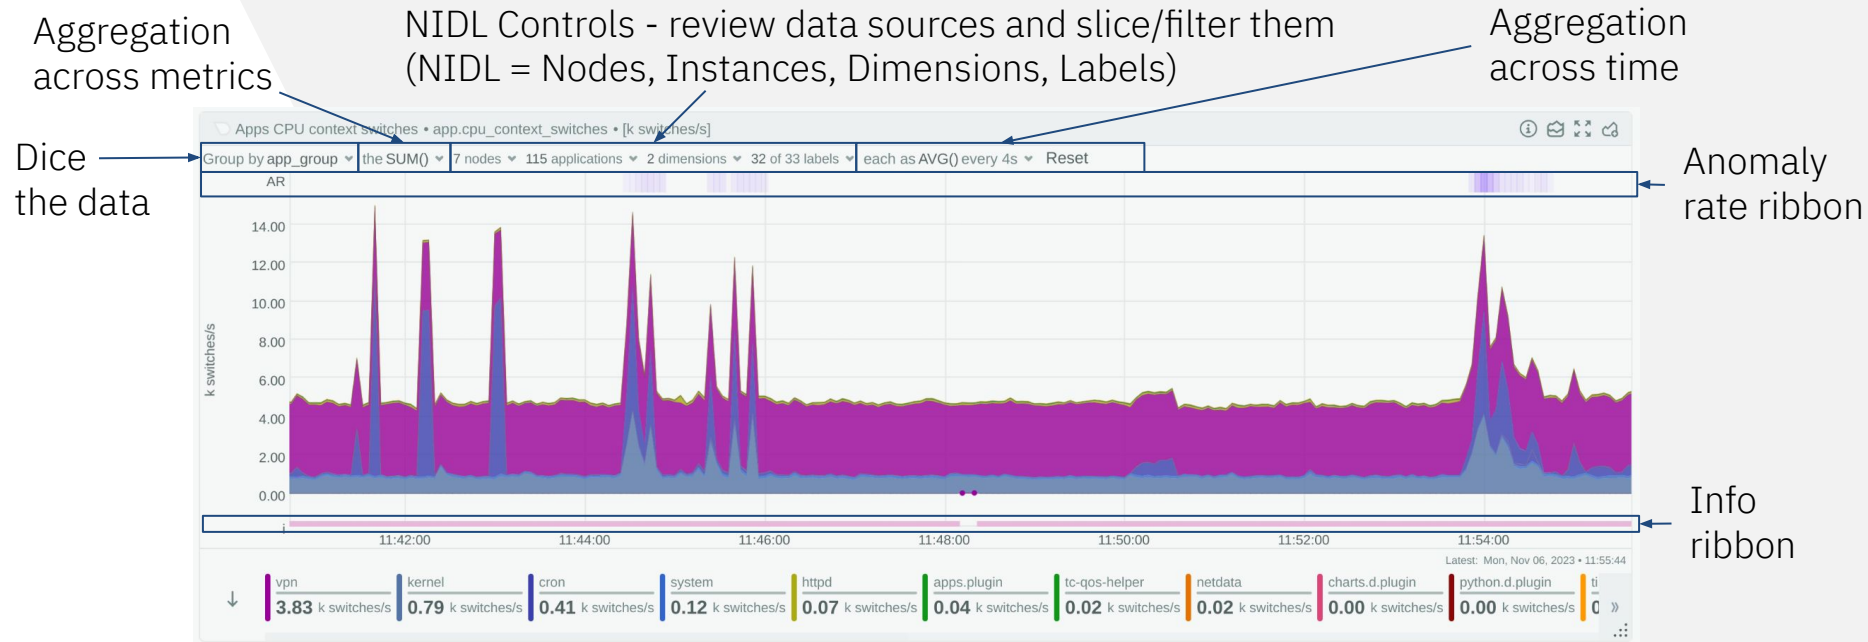 Aggregation
across metrics
NIDL Controls - review data sources and slice/filter them
(NIDL = Nodes, Instances, Dimensions, Labels)
Aggregation
across time
Dice
the data
Apps CPU context switches • app.cpu_context_switches • [k switches/s]
Group by app_group the SUM() 7 nodes 115 applications 2 dimensions 32 of 33 labels each as AVG() every 4s Reset
AR
Anomaly
rate ribbon
k switches/s
14.00
12.00
10.00
8.00
6.00
4.00
2.00
0.00
i
Info
ribbon
11:42:00 11:44:00 11:46:00 11:48:00 11:50:00 11:52:00 11:54:00
Latest: Mon, Nov 06, 2023 • 11:55:44
vpn kernel cron system httpd apps.plugin tc-qos-helper netdata charts.d.plugin python.d.plugin ti
3.83 k switches/s 0.79 k switches/s 0.41 k switches/s 0.12 k switches/s 0.07 k switches/s 0.04 k switches/s 0.02 k switches/s 0.02 k switches/s 0.00 k switches/s 0.00 k switches/s